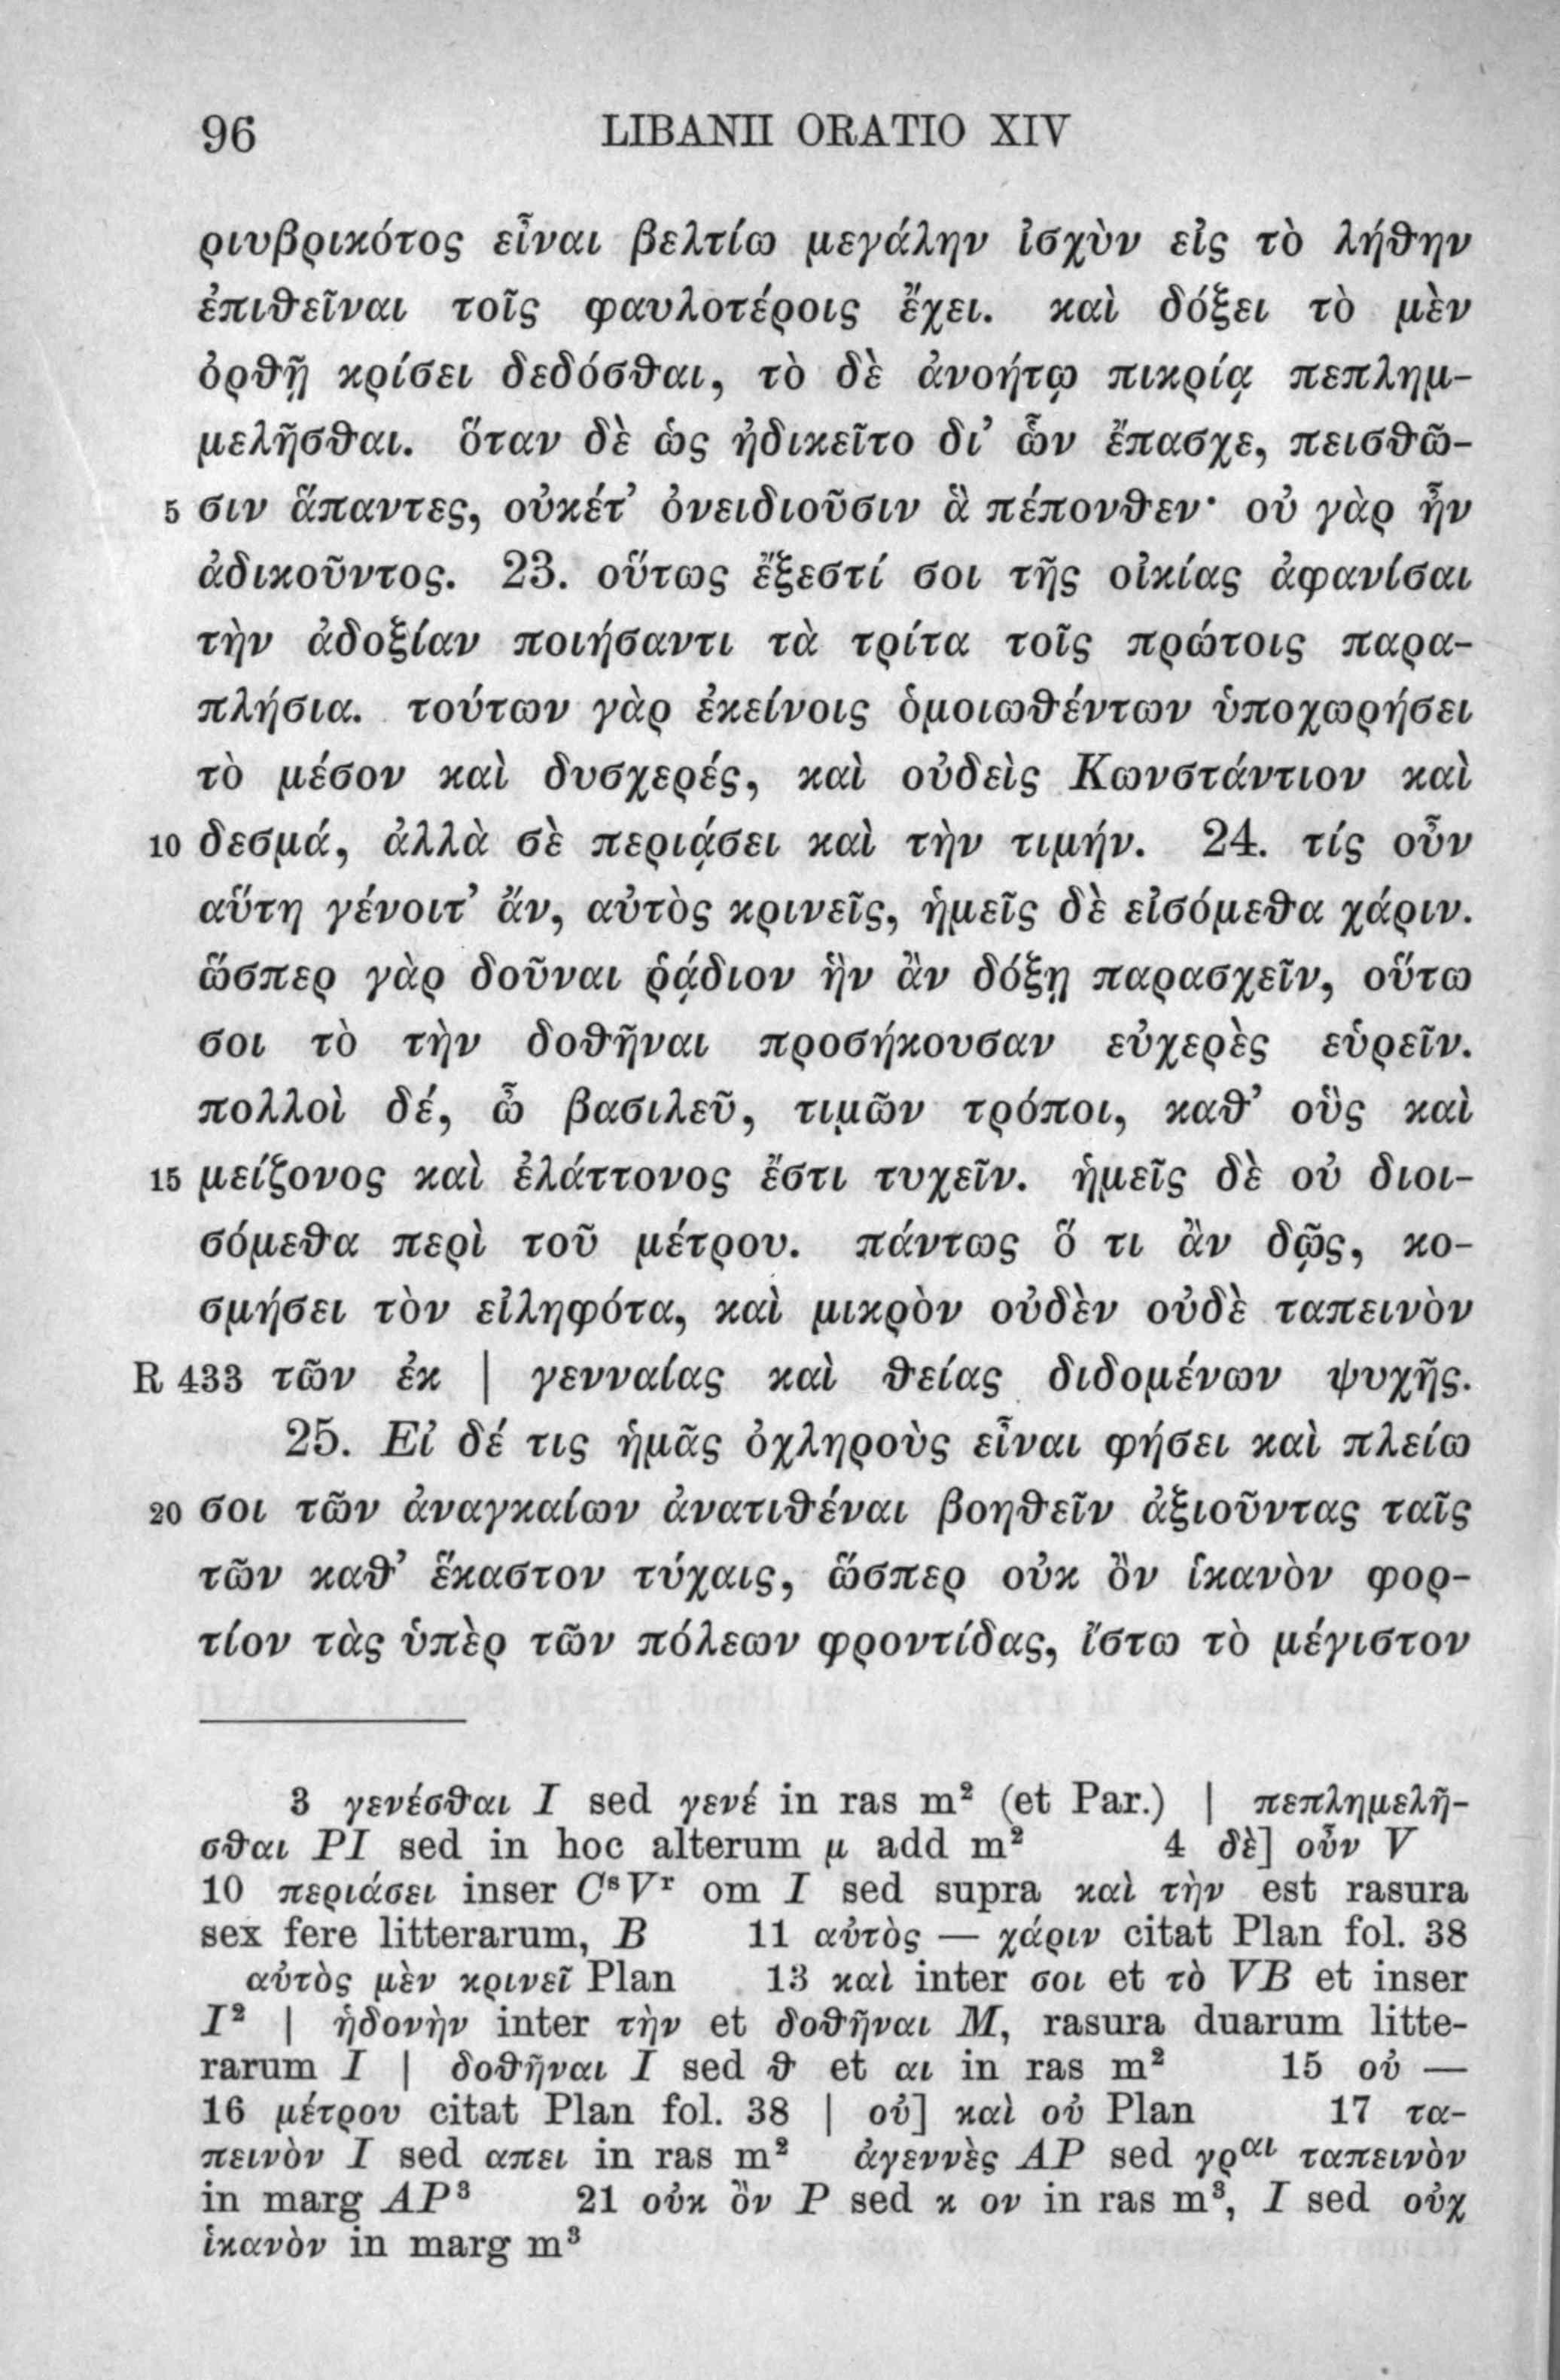 96 LIBANII ORATIO XIV
ριυβρικότος εἶναι βελτίω μεγάλην ἰσχὺν εἰς τὸ λήθην
ἐπιθεῖναι τοῖς φαυλοτέροις ἔχει. καὶ δόξει τὸ μὲν
ὀρθῇ κρίσει δεδόσθαι, τὸ δὲ ἀνοήτῳ πικρίᾳ πεπλημ-
μελῆσθαι. ὅταν δὲ ὡς ἠδικεῖτο δι’ ὧν ἔπασχε, πεισθῶ-
5 σιν ἅπαντες, οὐκέτ’ ὀνειδιοῦσιν ἃ πέπονθεν· οὐ γὰρ ἦν
ἀδικοῦντος. 23. οὕτως ἔξεστί σοι τῆς οἰκίας ἀφανίσαι
τὴν ἀδοξίαν ποιήσαντι τὰ τρίτα τοῖς πρώτοις παρα-
πλήσια. τούτων γὰρ ἐκείνοις ὁμοιωθέντων ὑποχωρήσει
τὸ μέσον καὶ δυσχερές, καὶ οὐδεὶς Κωνστάντιον καὶ
10 δεσμά, ἀλλὰ σὲ περιᾴσει καὶ τὴν τιμήν. 24. τίς οὖν
αὕτη γένοιτ’ ἄν, αὐτὸς κρινεῖς, ἡμεῖς δὲ εἰσόμεθα χάριν.
ὥσπερ γὰρ δοῦναι ῥᾴδιον ἣν ἂν δόξῃ παρασχεῖν, οὕτω
σοι τὸ τὴν δοθῆναι προσήκουσαν εὐχερὲς εὑρεῖν.
πολλοὶ δέ, ὦ βασιλεῦ, τιμῶν τρόποι, καθ’ οὓς καὶ
15 μείζονος καὶ ἐλάττονος ἔστι τυχεῖν. ἡμεῖς δὲ οὐ διοι-
σόμεθα περὶ τοῦ μέτρου. πάντως ὅ τι ἂν δῷς, κο-
σμήσει τὸν εἰληφότα, καὶ μικρὸν οὐδὲν οὐδὲ ταπεινὸν
R 433 τῶν ἐκ | γενναίας καὶ θείας διδομένων ψυχῆς.
25. Εἰ δέ τις ἡμᾶς ὀχληροὺς εἶναι φήσει καὶ πλείω
20 σοι τῶν ἀναγκαίων ἀνατιθέναι βοηθεῖν ἀξιοῦντας ταῖς
τῶν καθ’ ἕκαστον τύχαις, ὥσπερ οὐκ ὂν ἱκανὸν φορ-
τίον τὰς ὑπὲρ τῶν πόλεων φροντίδας, ἴστω τὸ μέγιστον
3 γενέσθαι I sed γενέ in ras m² (et Par.) | πεπλημελῆ-
σθαι PI sed in hoc alterum μ add m² 4 δὲ] οὖν V
10 περιάσει inser CˢVʳ om I sed supra καὶ τὴν est rasura
sex fere litterarum, B 11 αὐτὸς — χάριν citat Plan fol. 38
αὐτὸς μὲν κρινεῖ Plan 13 καὶ inter σοι et τὸ VB et inser
I² | ἡδονὴν inter τὴν et δοθῆναι M, rasura duarum litte-
rarum I | δοθῆναι I sed θ et αι in ras m² 15 οὐ —
16 μέτρου citat Plan fol. 38 | οὐ] καὶ οὐ Plan 17 τα-
πεινὸν I sed απει in ras m² ἀγεννὲς AP sed γραι ταπεινὸν
in marg AP³ 21 οὐκ ὂν P sed κ ον in ras m³, I sed οὐχ
ἱκανὸν in marg m³